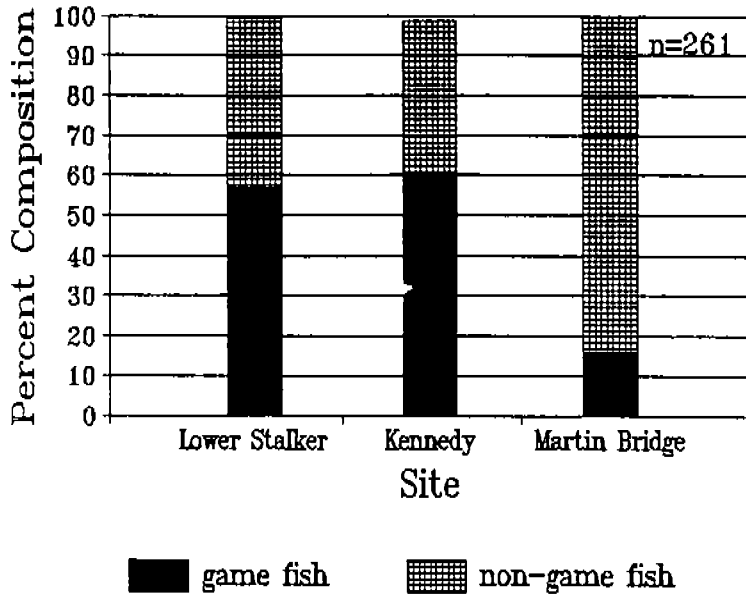 100
90
80
70
60
50
40
30
20
10
0
Percent Composition
n=261
Lower Stalker Kennedy Martin Bridge
Site
game fish non-game fish